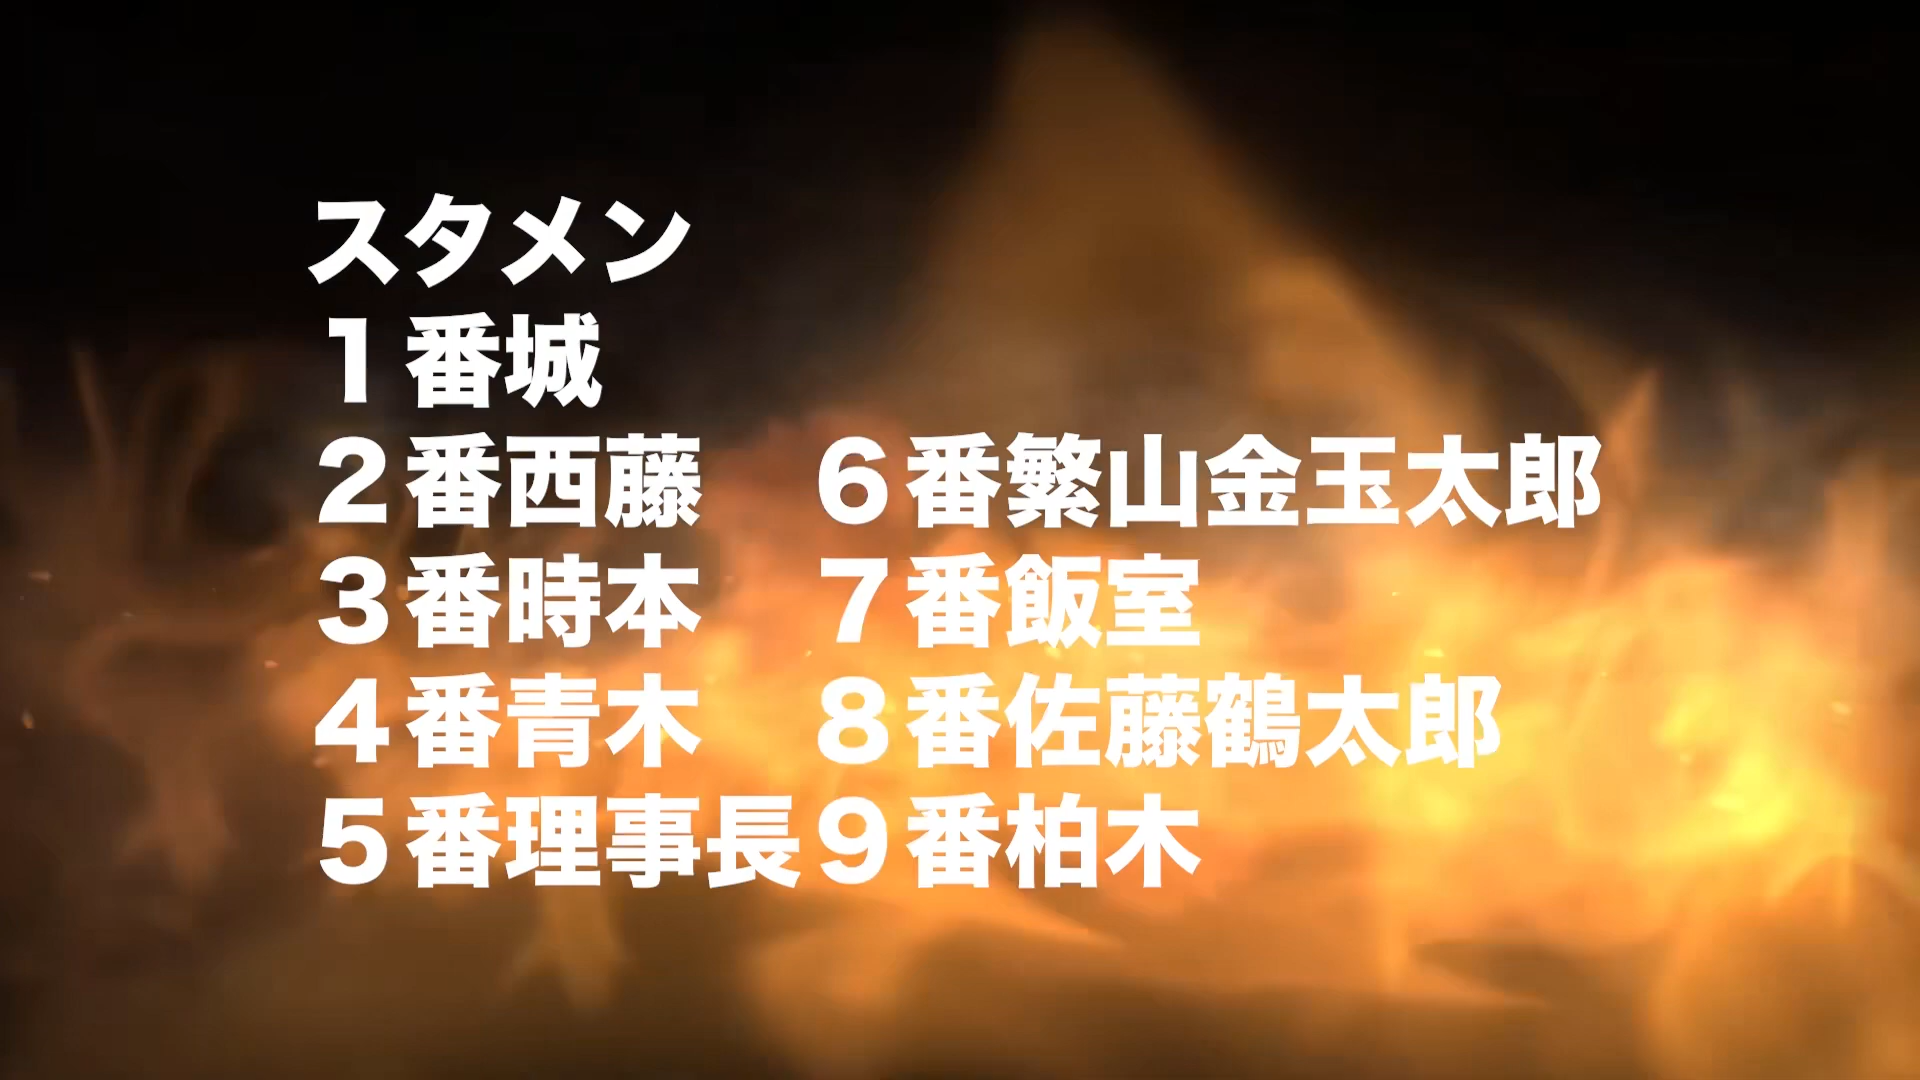 スタメン
１番城
２番西藤
３番時本
４番青木
５番理事長
６番繁山金玉太郎
７番飯室
８番佐藤鶴太郎
９番柏木